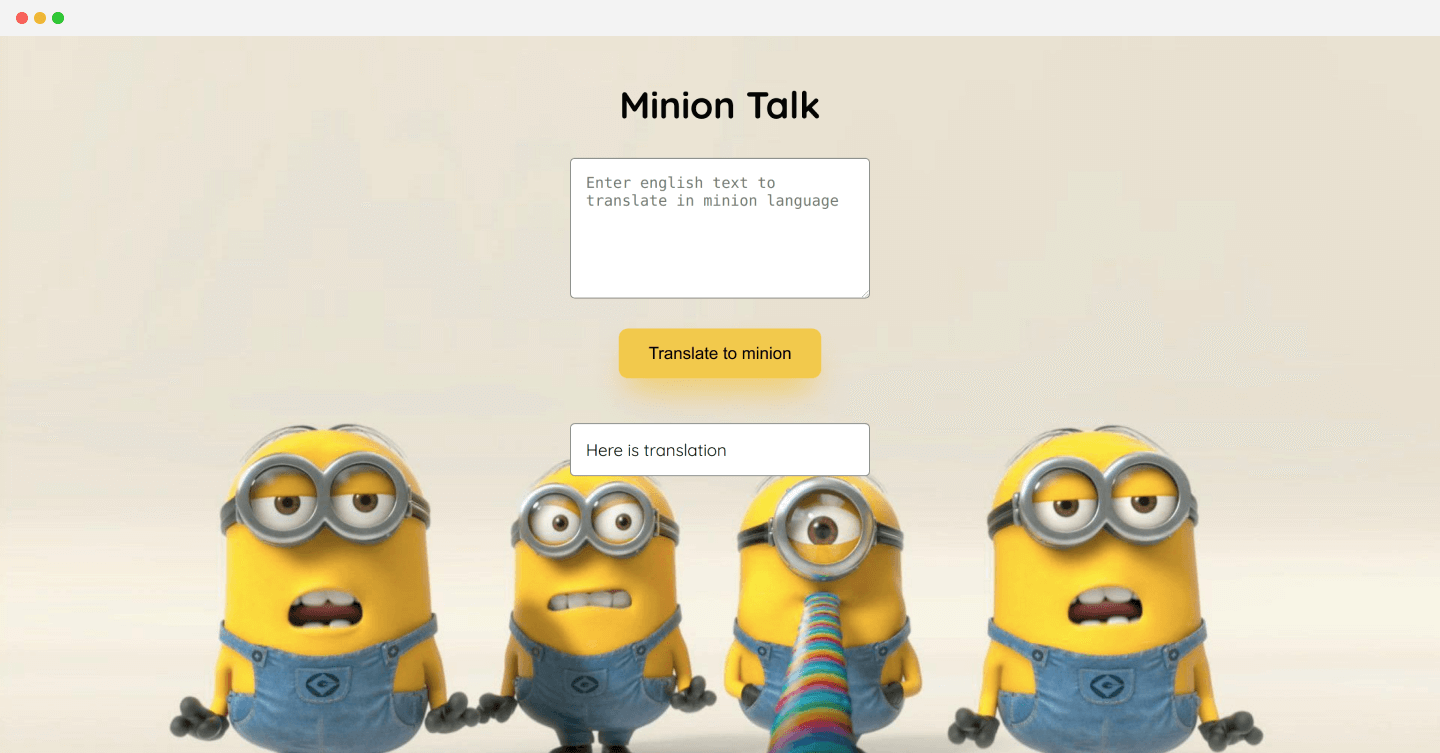 Minion Talk
Enter english text to
translate in minion language
Translate to minion
Here is translation